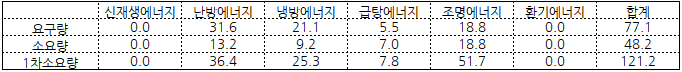 신재생에너지 난방에너지 냉방에너지 급탕에너지 조명에너지 환기에너지 합계
요구량 0.0 31.6 21.1 5.5 18.8 0.0 77.1
소요량 0.0 13.2 9.2 7.0 18.8 0.0 48.2
1차소요량 0.0 36.4 25.3 7.8 51.7 0.0 121.2